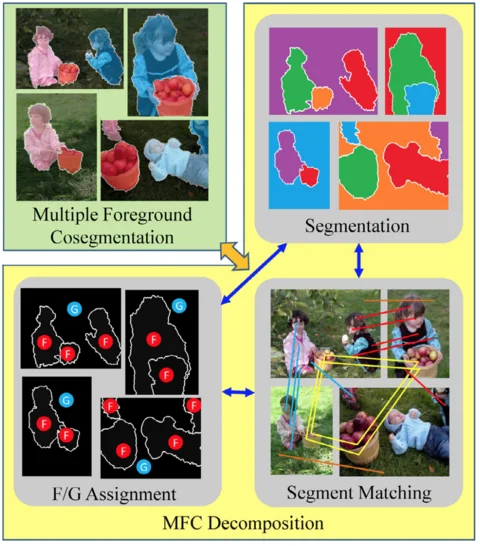 Multiple Foreground
Cosegmentation
Segmentation
G
G
F
F
F
F
F
G
F
F
F
F
F
F
G
F/G Assignment
Segment Matching
MFC Decomposition